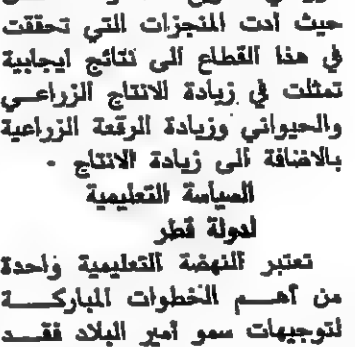 حيث أدت المنجزات التي تحققت
في هذا القطاع الى نتائج ايجابية
تمثلت في زيادة الانتاج الزراعي
والحيواني وزيادة الرقعة الزراعية
بالاضافة الى زيادة الانتاج .
السياسة التعليمية
لدولة قطر
تعتبر النهضة التعليمية واحدة
من أهم الخطوات المباركة
لتوجيهات سمو أمير البلاد فقد